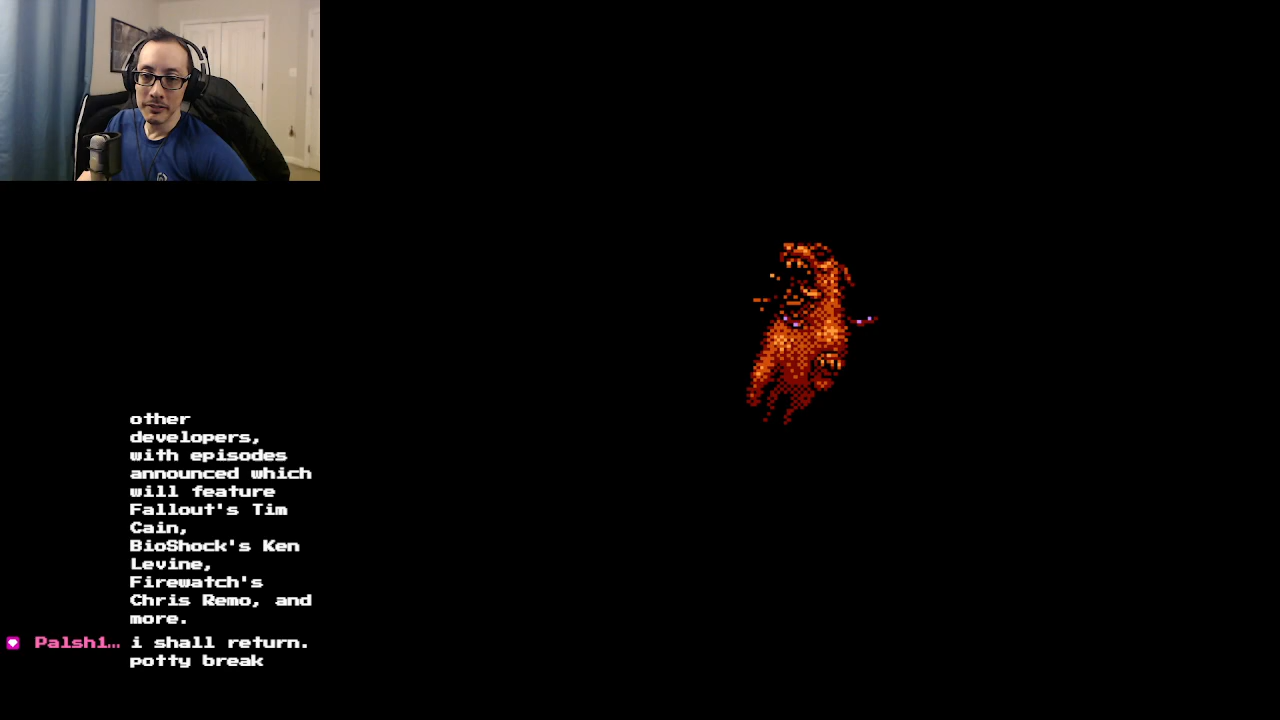 other
developers,
with episodes
announced which
will feature
Fallout's Tim
Cain,
BioShock's Ken
Levine,
Firewatch's
Chris Remo, and
more.
Palsh1… i shall return.
potty break